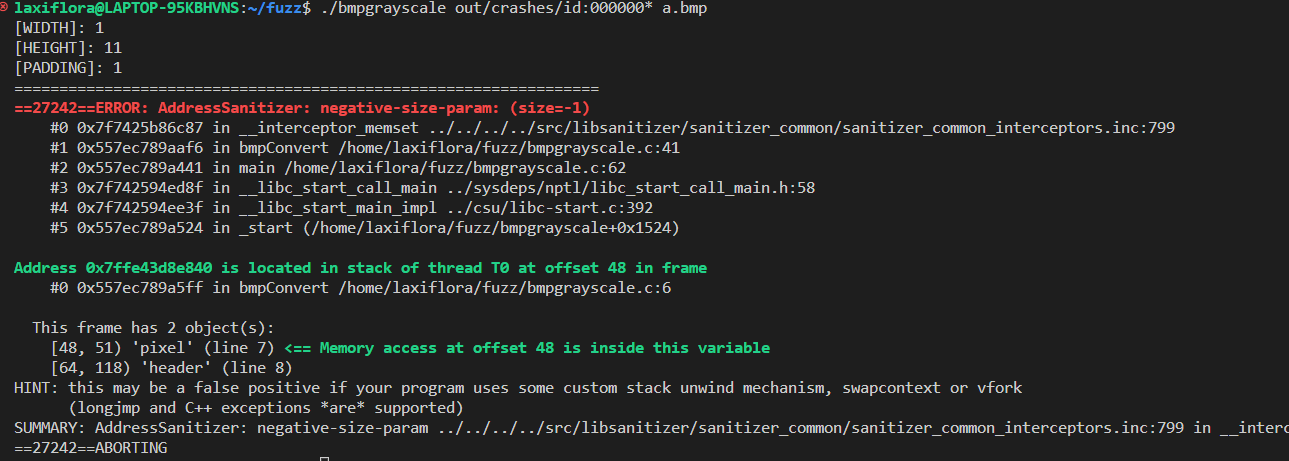 laxiflora@LAPTOP-95KBHVNS:~/fuzz$ ./bmpgrayscale out/crashes/id:000000* a.bmp
[WIDTH]: 1
[HEIGHT]: 11
[PADDING]: 1
=================================================================
==27242==ERROR: AddressSanitizer: negative-size-param: (size=-1)
    #0 0x7f7425b86c87 in __interceptor_memset ../../../../src/libsanitizer/sanitizer_common/sanitizer_common_interceptors.inc:799
    #1 0x557ec789aaf6 in bmpConvert /home/laxiflora/fuzz/bmpgrayscale.c:41
    #2 0x557ec789a441 in main /home/laxiflora/fuzz/bmpgrayscale.c:62
    #3 0x7f742594ed8f in __libc_start_call_main ../sysdeps/nptl/libc_start_call_main.h:58
    #4 0x7f742594ee3f in __libc_start_main_impl ../csu/libc-start.c:392
    #5 0x557ec789a524 in _start (/home/laxiflora/fuzz/bmpgrayscale+0x1524)
Address 0x7ffe43d8e840 is located in stack of thread T0 at offset 48 in frame
    #0 0x557ec789a5ff in bmpConvert /home/laxiflora/fuzz/bmpgrayscale.c:6
  This frame has 2 object(s):
    [48, 51) 'pixel' (line 7) <== Memory access at offset 48 is inside this variable
    [64, 118) 'header' (line 8)
HINT: this may be a false positive if your program uses some custom stack unwind mechanism, swapcontext or vfork
      (longjmp and C++ exceptions *are* supported)
SUMMARY: AddressSanitizer: negative-size-param ../../../../src/libsanitizer/sanitizer_common/sanitizer_common_interceptors.inc:799 in __interc
==27242==ABORTING